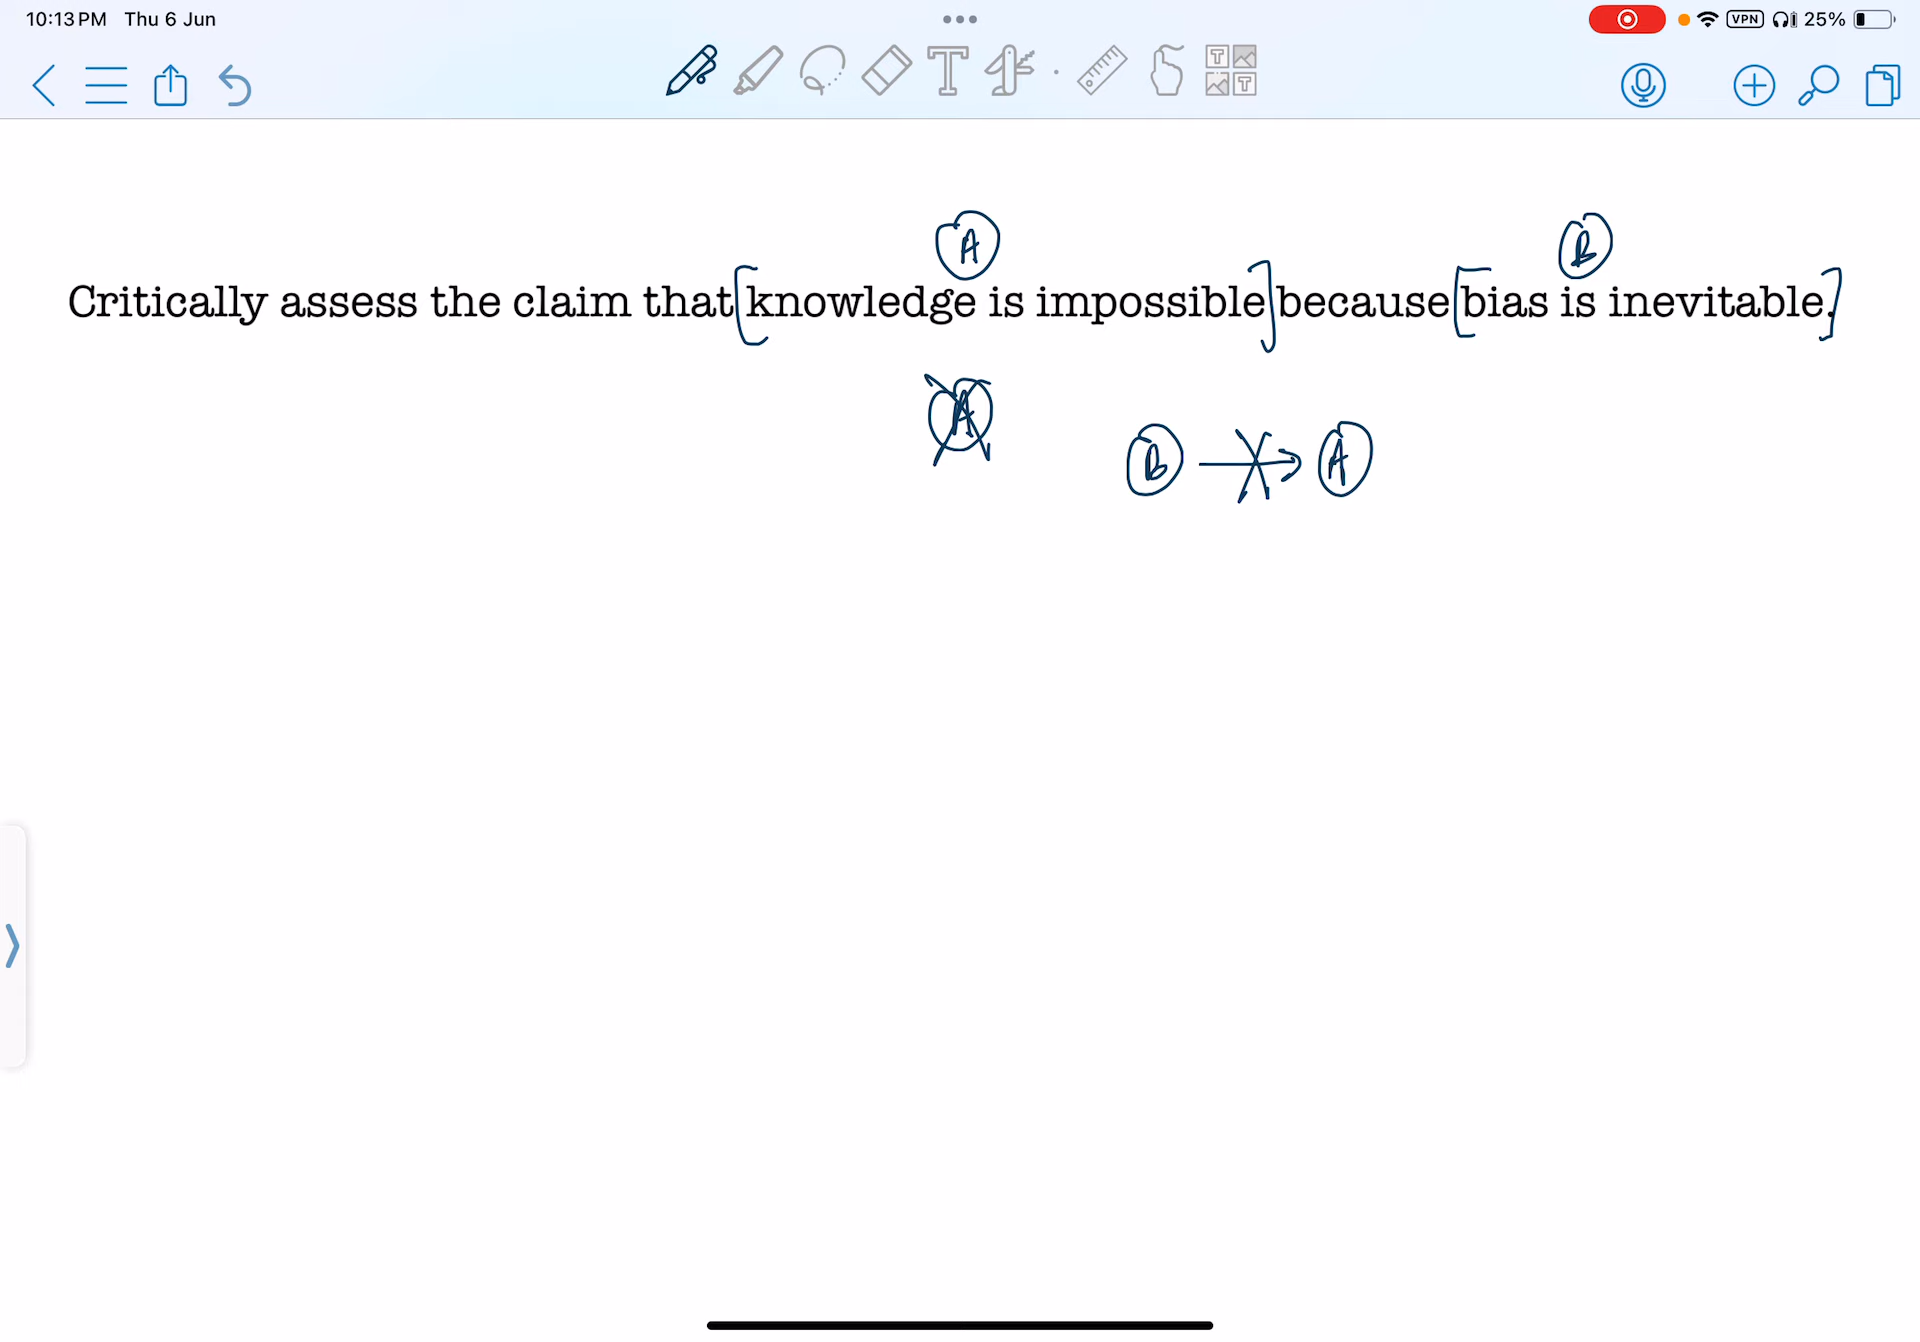 10:13 PM Thu 6 Jun VPN 25%
T
T
T
A B
Critically assess the claim that [knowledge is impossible] because [bias is inevitable.]
A
B → A